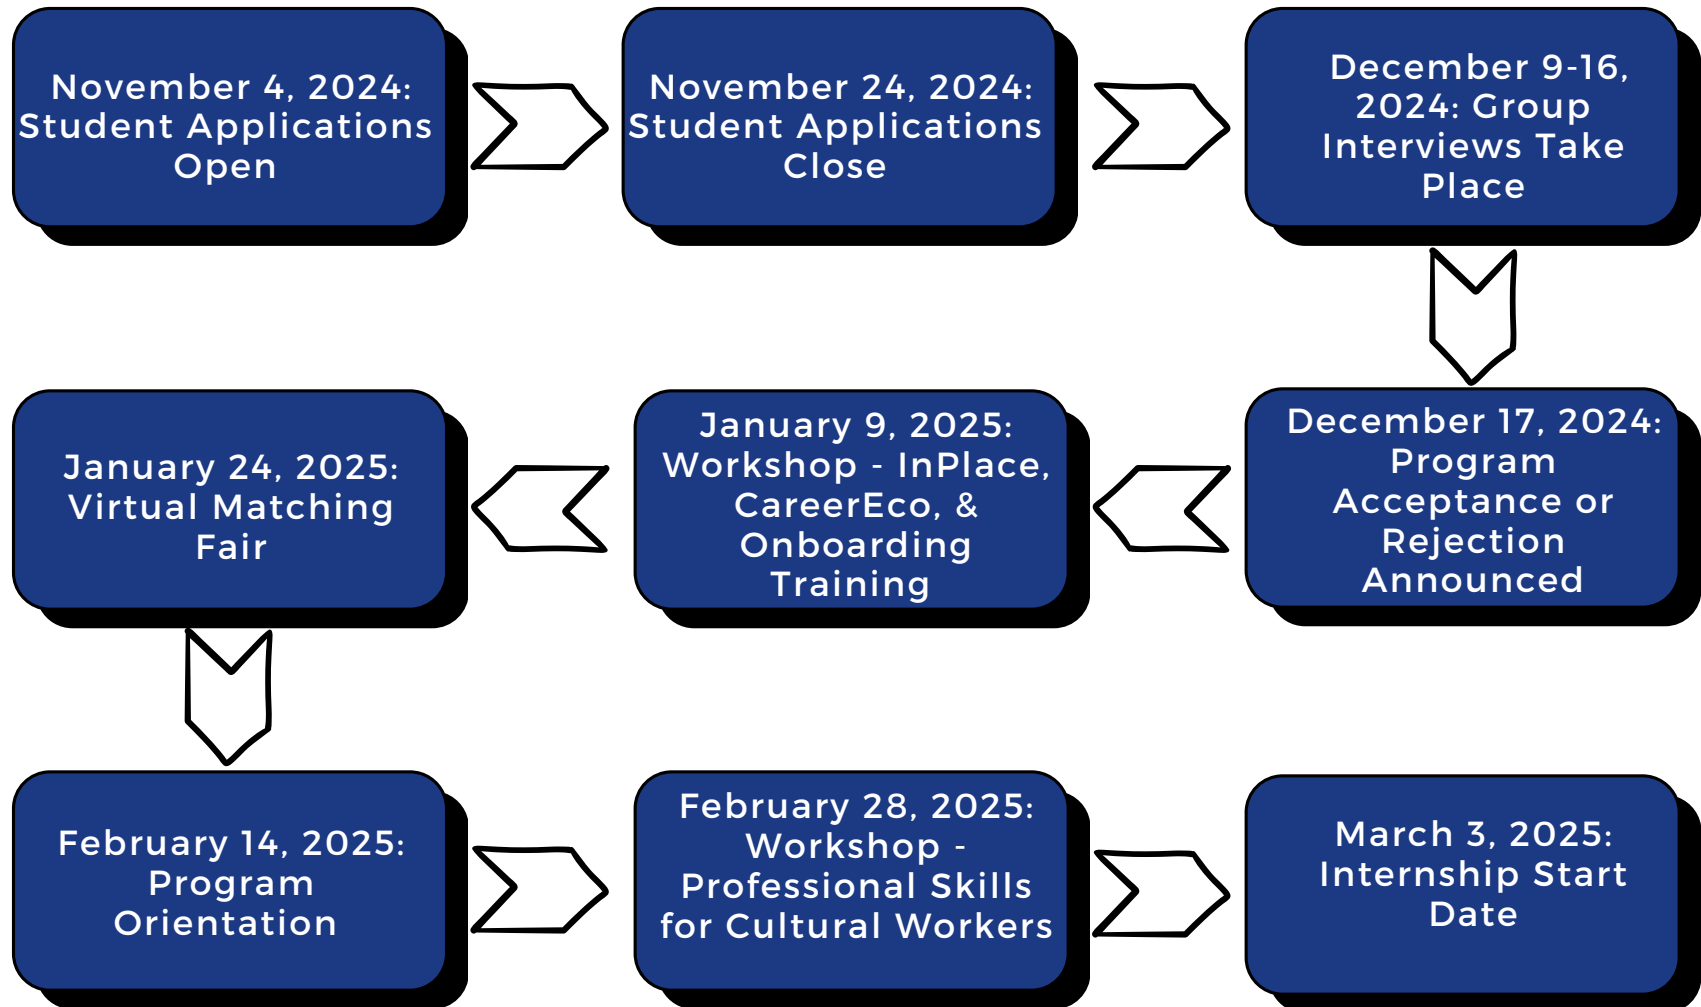 November 4, 2024:
Student Applications
Open
November 24, 2024:
Student Applications
Close
December 9-16,
2024: Group
Interviews Take
Place
December 17, 2024:
Program
Acceptance or
Rejection
Announced
January 9, 2025:
Workshop - InPlace,
CareerEco, &
Onboarding
Training
January 24, 2025:
Virtual Matching
Fair
February 14, 2025:
Program
Orientation
February 28, 2025:
Workshop -
Professional Skills
for Cultural Workers
March 3, 2025:
Internship Start
Date